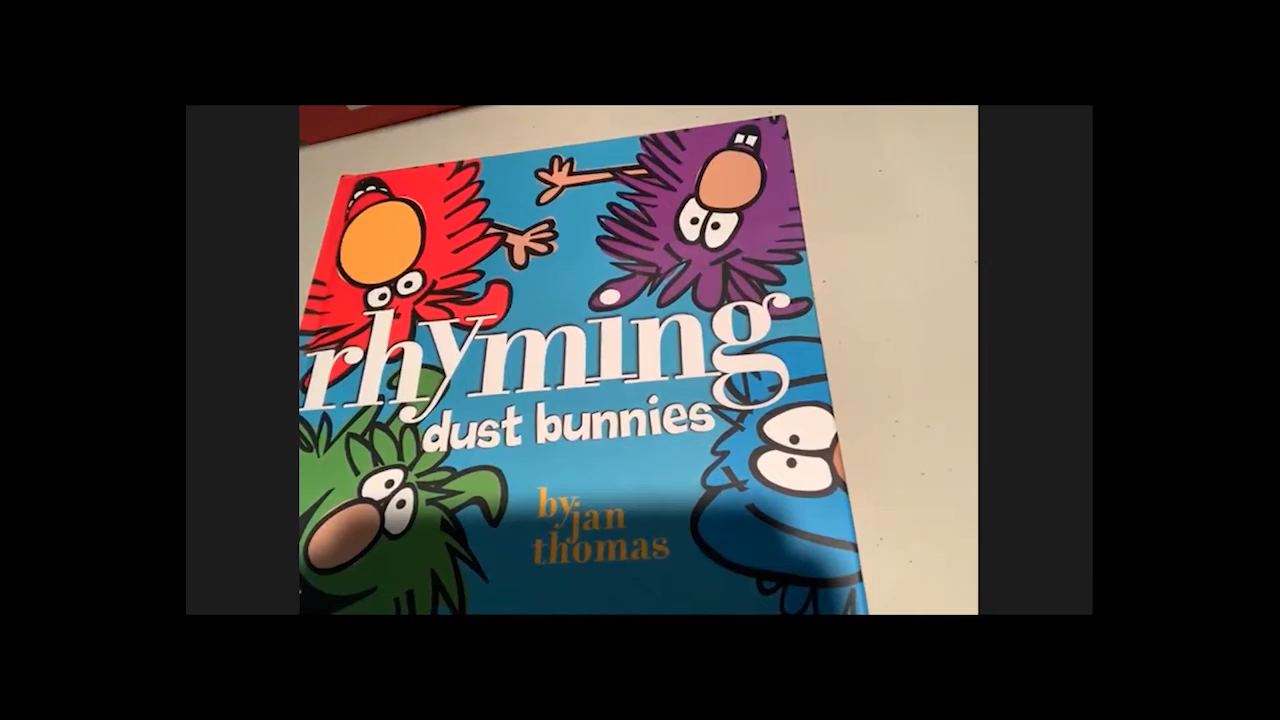 rhyming
dust bunnies
by
jan
thomas